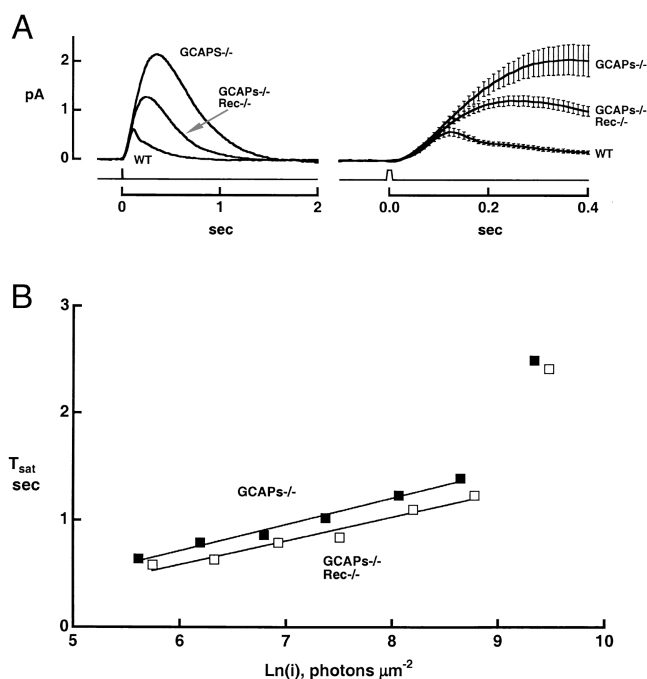 A
2
pA
1
0
GCAPS-/-
GCAPs-/-
Rec-/-
WT
0
1
2
sec
GCAPs-/-
GCAPs-/-
Rec-/-
WT
0.0
0.2
0.4
sec
B
3
2
Tsat
sec
1
0
GCAPs-/-
GCAPs-/-
Rec-/-
5
6
7
8
9
10
Ln(i), photons μm-2